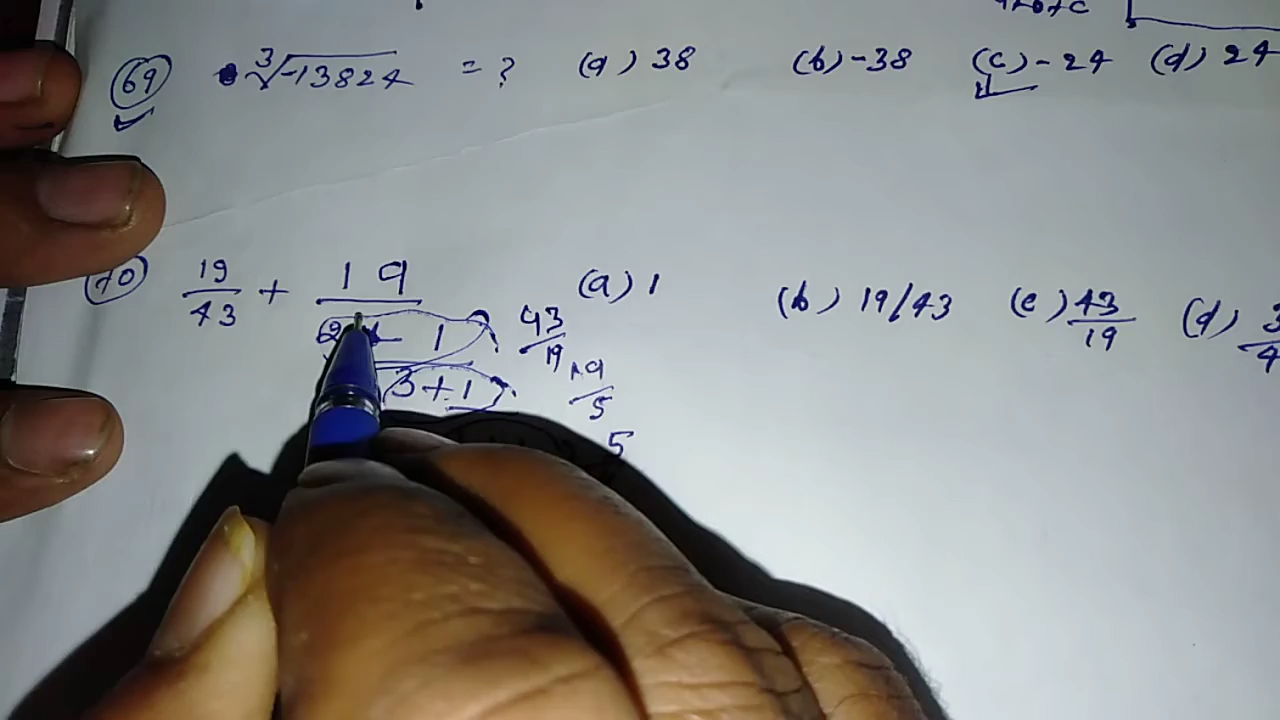 69 ∛-13824 = ? (a) 38 (b) -38 (c) -24 (d) 24
70 19/43 + 19 (a) 1 (b) 19/43 (c) 43/19 (d)
2 + 1 43/19
3+1 19/5
5